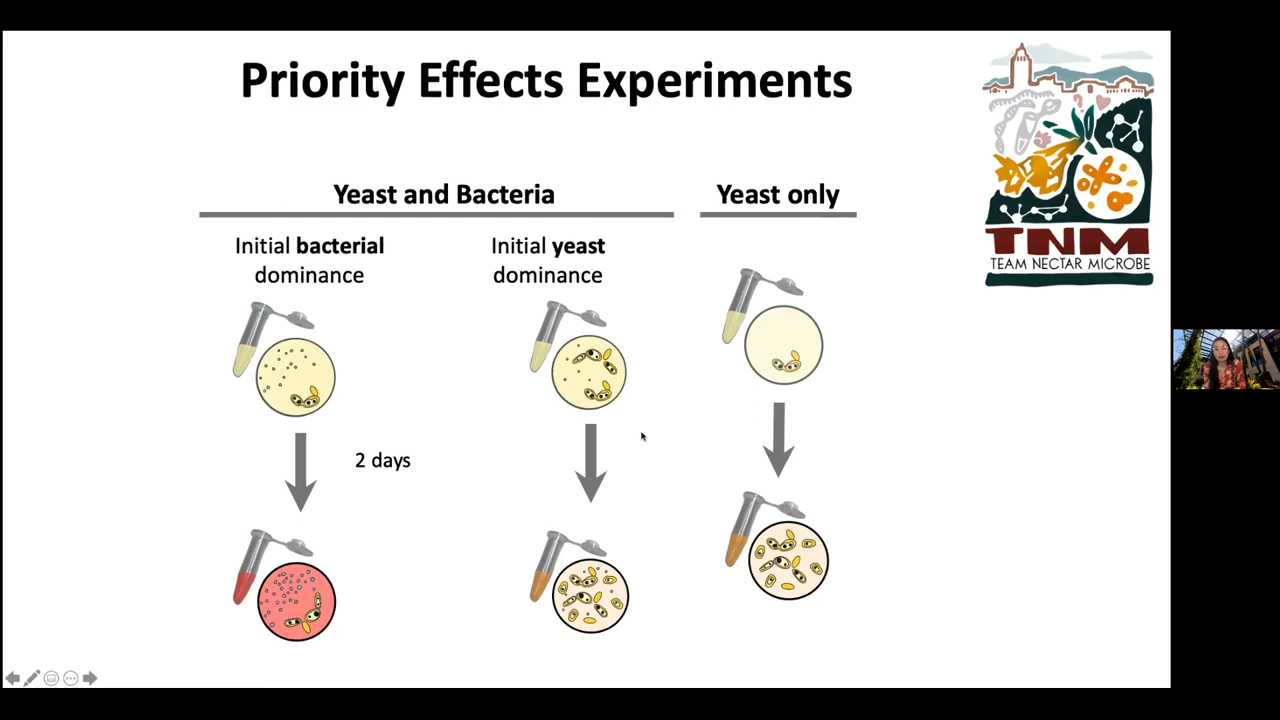 Priority Effects Experiments
Yeast and Bacteria
Yeast only
Initial bacterial
dominance
Initial yeast
dominance
2 days
TNM
TEAM NECTAR MICROBE